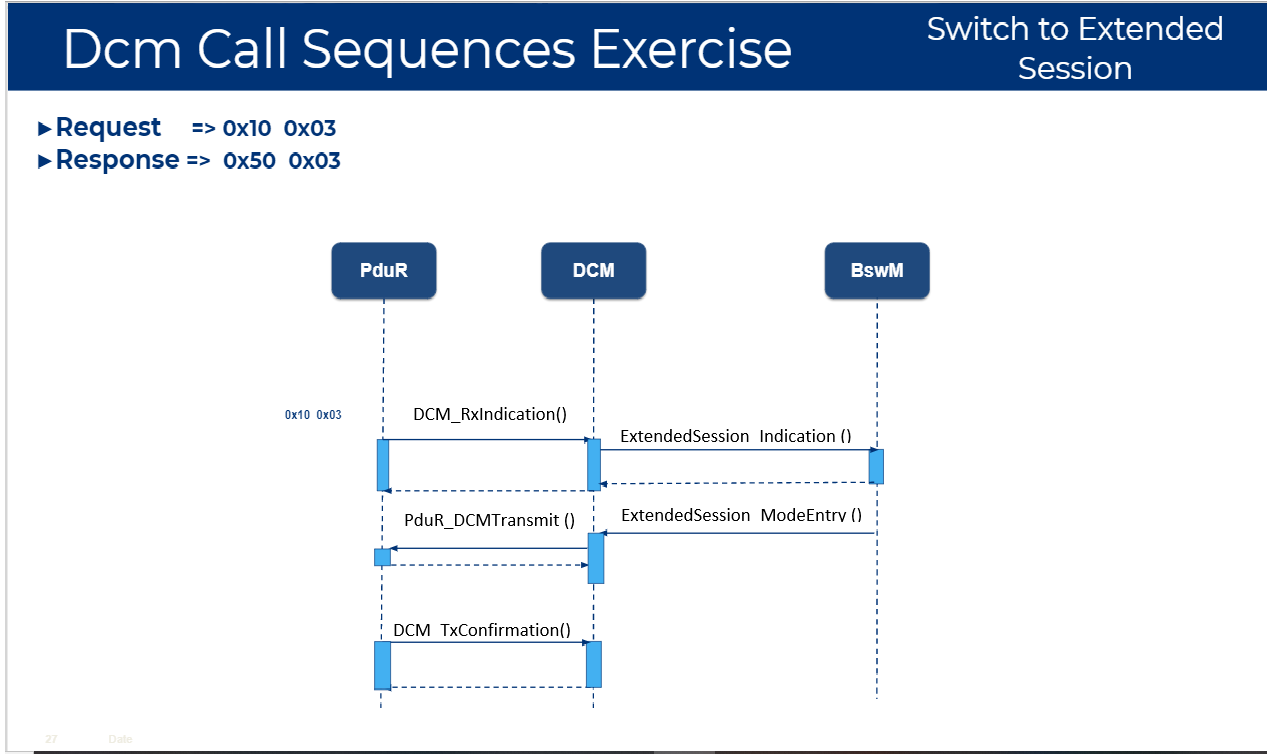 Dcm Call Sequences Exercise
Switch to Extended
Session
►Request => 0x10 0x03
►Response => 0x50 0x03
PduR
DCM
BswM
0x10 0x03
DCM_RxIndication()
ExtendedSession Indication ()
PduR_DCMTransmit ()
ExtendedSession ModeEntry ()
DCM TxConfirmation()
27
Date